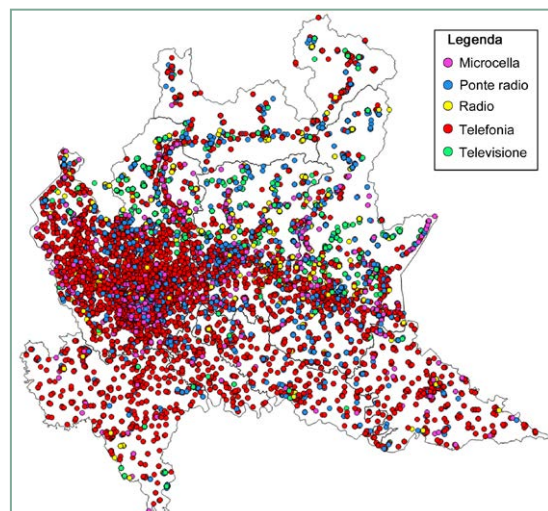 Legenda
Microcella
Ponte radio
Radio
Telefonia
Televisione